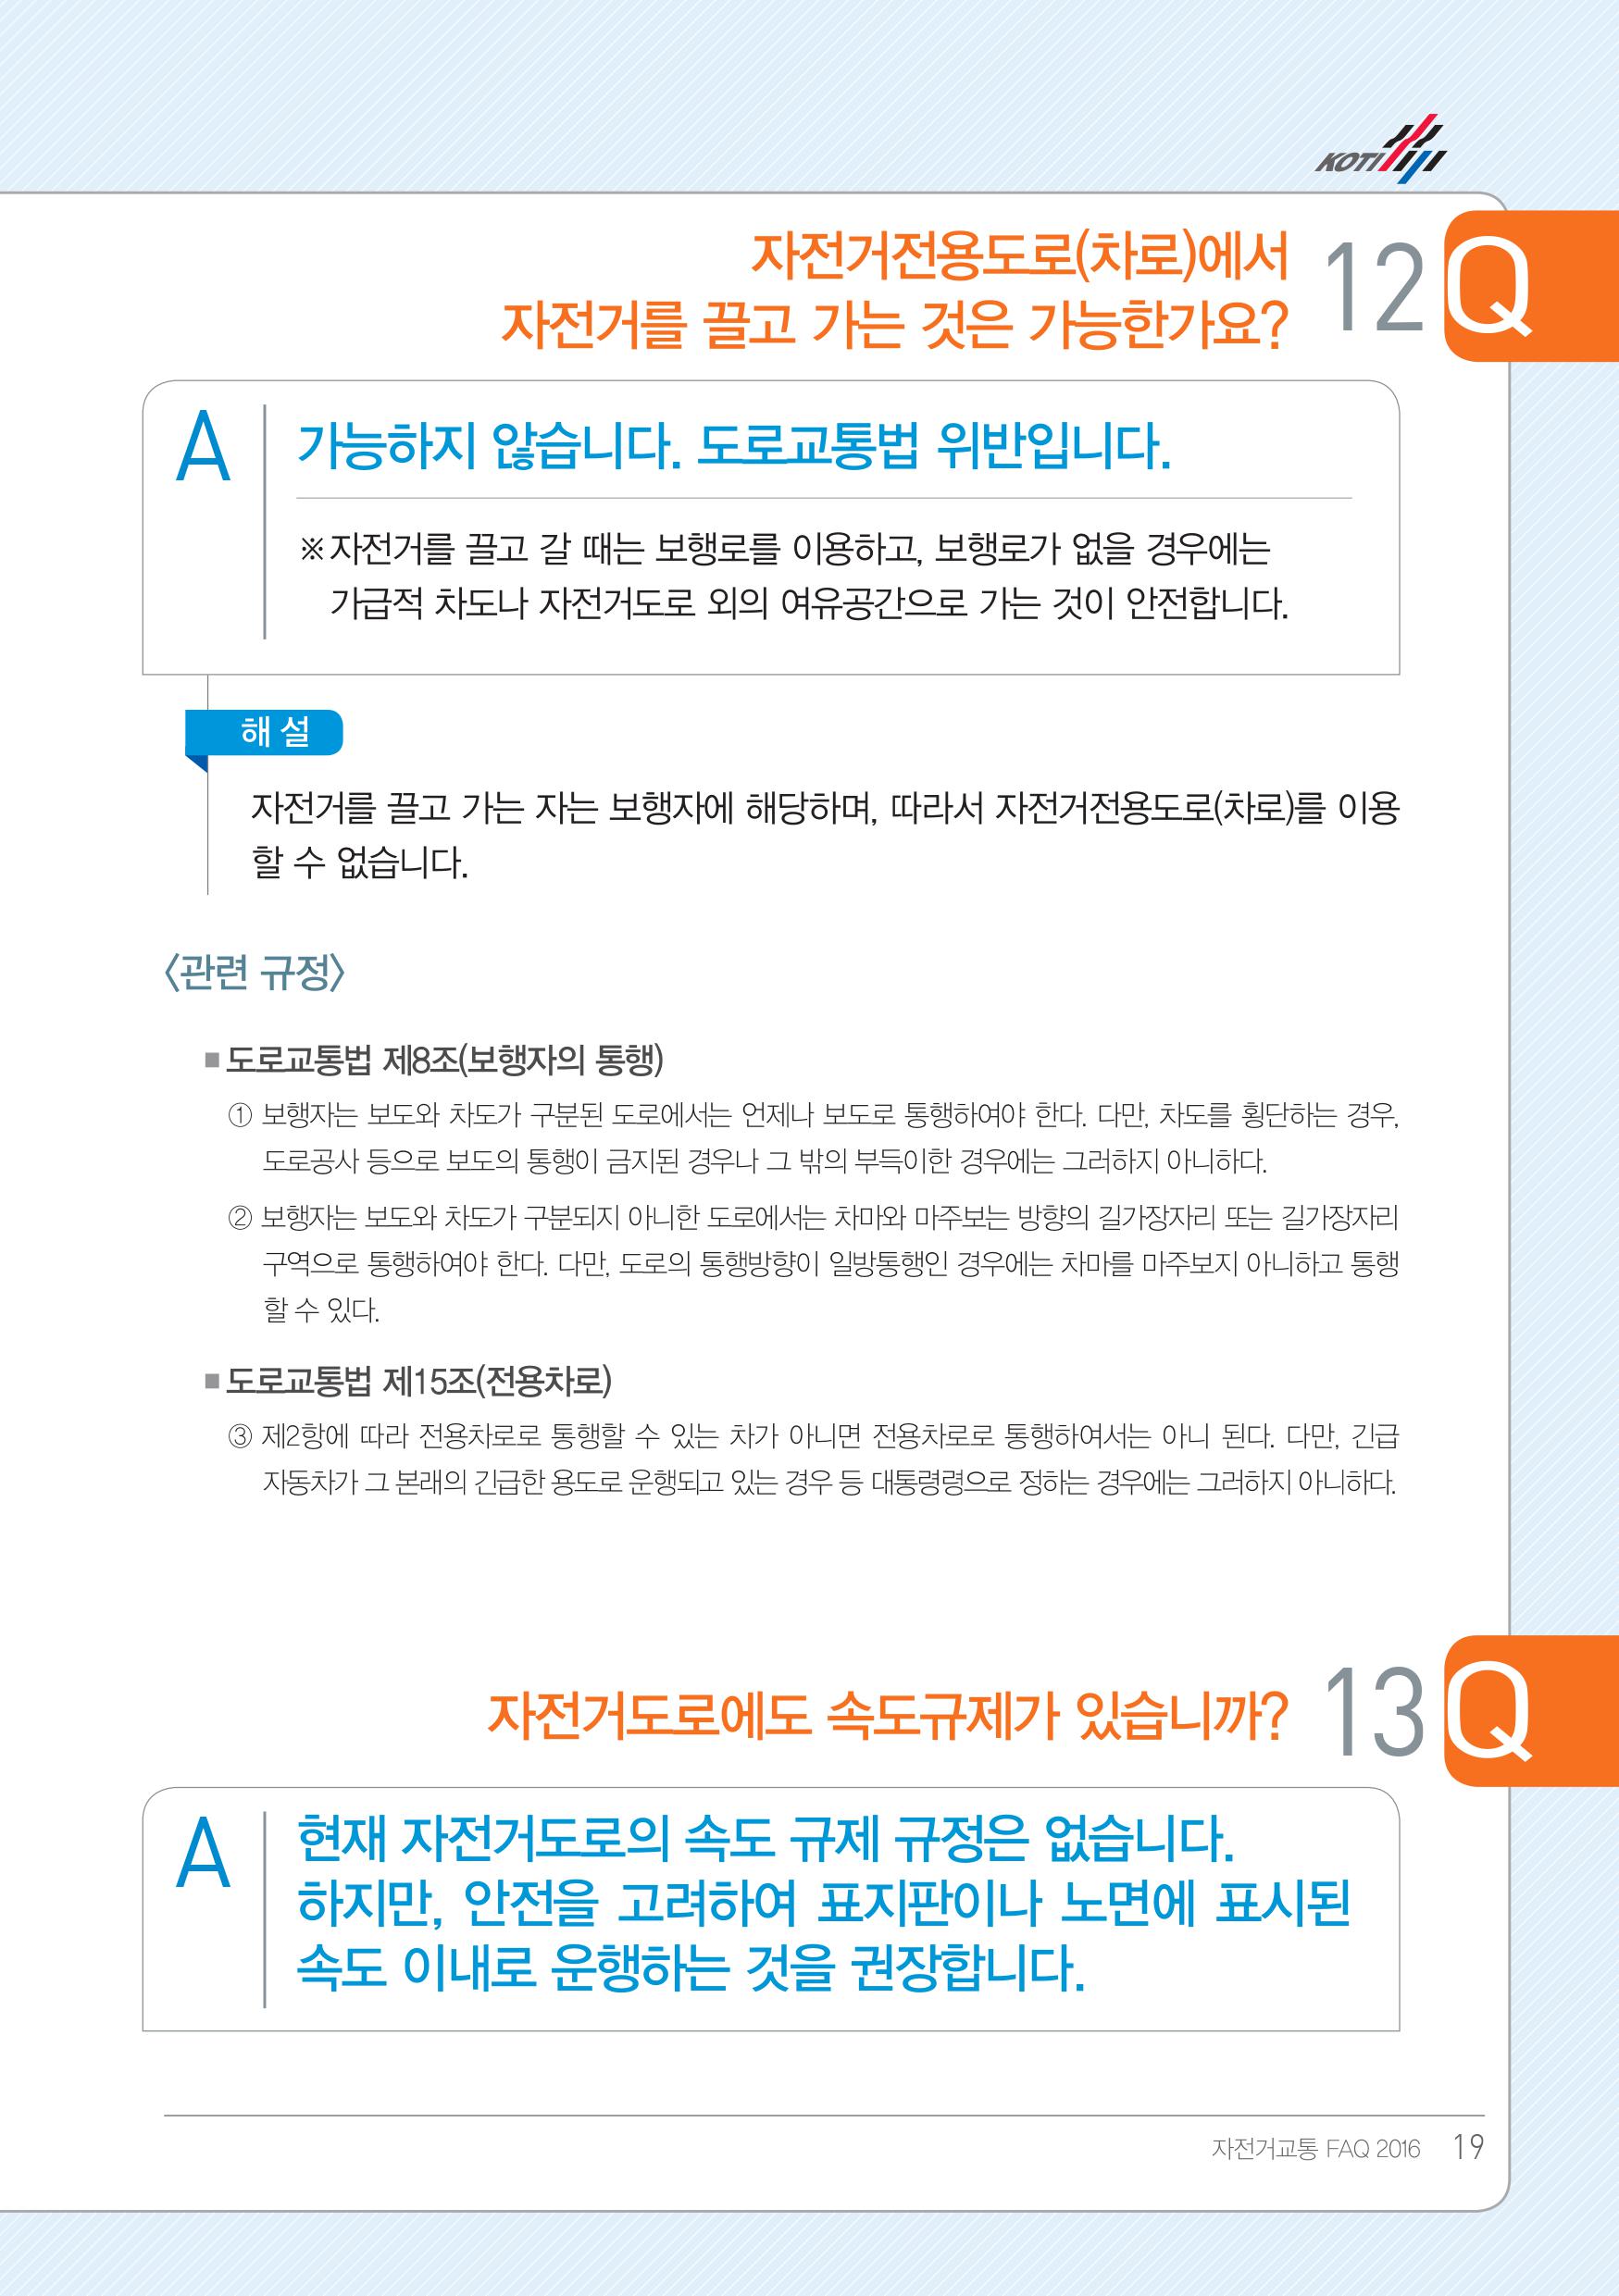 KOTI
자전거전용도로(차로)에서
자전거를 끌고 가는 것은 가능한가요?
12 Q
A
가능하지 않습니다. 도로교통법 위반입니다.
※ 자전거를 끌고 갈 때는 보행로를 이용하고, 보행로가 없을 경우에는
가급적 차도나 자전거도로 외의 여유공간으로 가는 것이 안전합니다.
해 설
자전거를 끌고 가는 자는 보행자에 해당하며, 따라서 자전거전용도로(차로)를 이용
할 수 없습니다.
〈관련 규정〉
■ 도로교통법 제8조(보행자의 통행)
① 보행자는 보도와 차도가 구분된 도로에서는 언제나 보도로 통행하여야 한다. 다만, 차도를 횡단하는 경우,
도로공사 등으로 보도의 통행이 금지된 경우나 그 밖의 부득이한 경우에는 그러하지 아니하다.
② 보행자는 보도와 차도가 구분되지 아니한 도로에서는 차마와 마주보는 방향의 길가장자리 또는 길가장자리
구역으로 통행하여야 한다. 다만, 도로의 통행방향이 일방통행인 경우에는 차마를 마주보지 아니하고 통행
할 수 있다.
■ 도로교통법 제15조(전용차로)
③ 제2항에 따라 전용차로로 통행할 수 있는 차가 아니면 전용차로로 통행하여서는 아니 된다. 다만, 긴급
자동차가 그 본래의 긴급한 용도로 운행되고 있는 경우 등 대통령령으로 정하는 경우에는 그러하지 아니하다.
자전거도로에도 속도규제가 있습니까?
13 Q
A
현재 자전거도로의 속도 규제 규정은 없습니다.
하지만, 안전을 고려하여 표지판이나 노면에 표시된
속도 이내로 운행하는 것을 권장합니다.
자전거교통 FAQ 2016 19